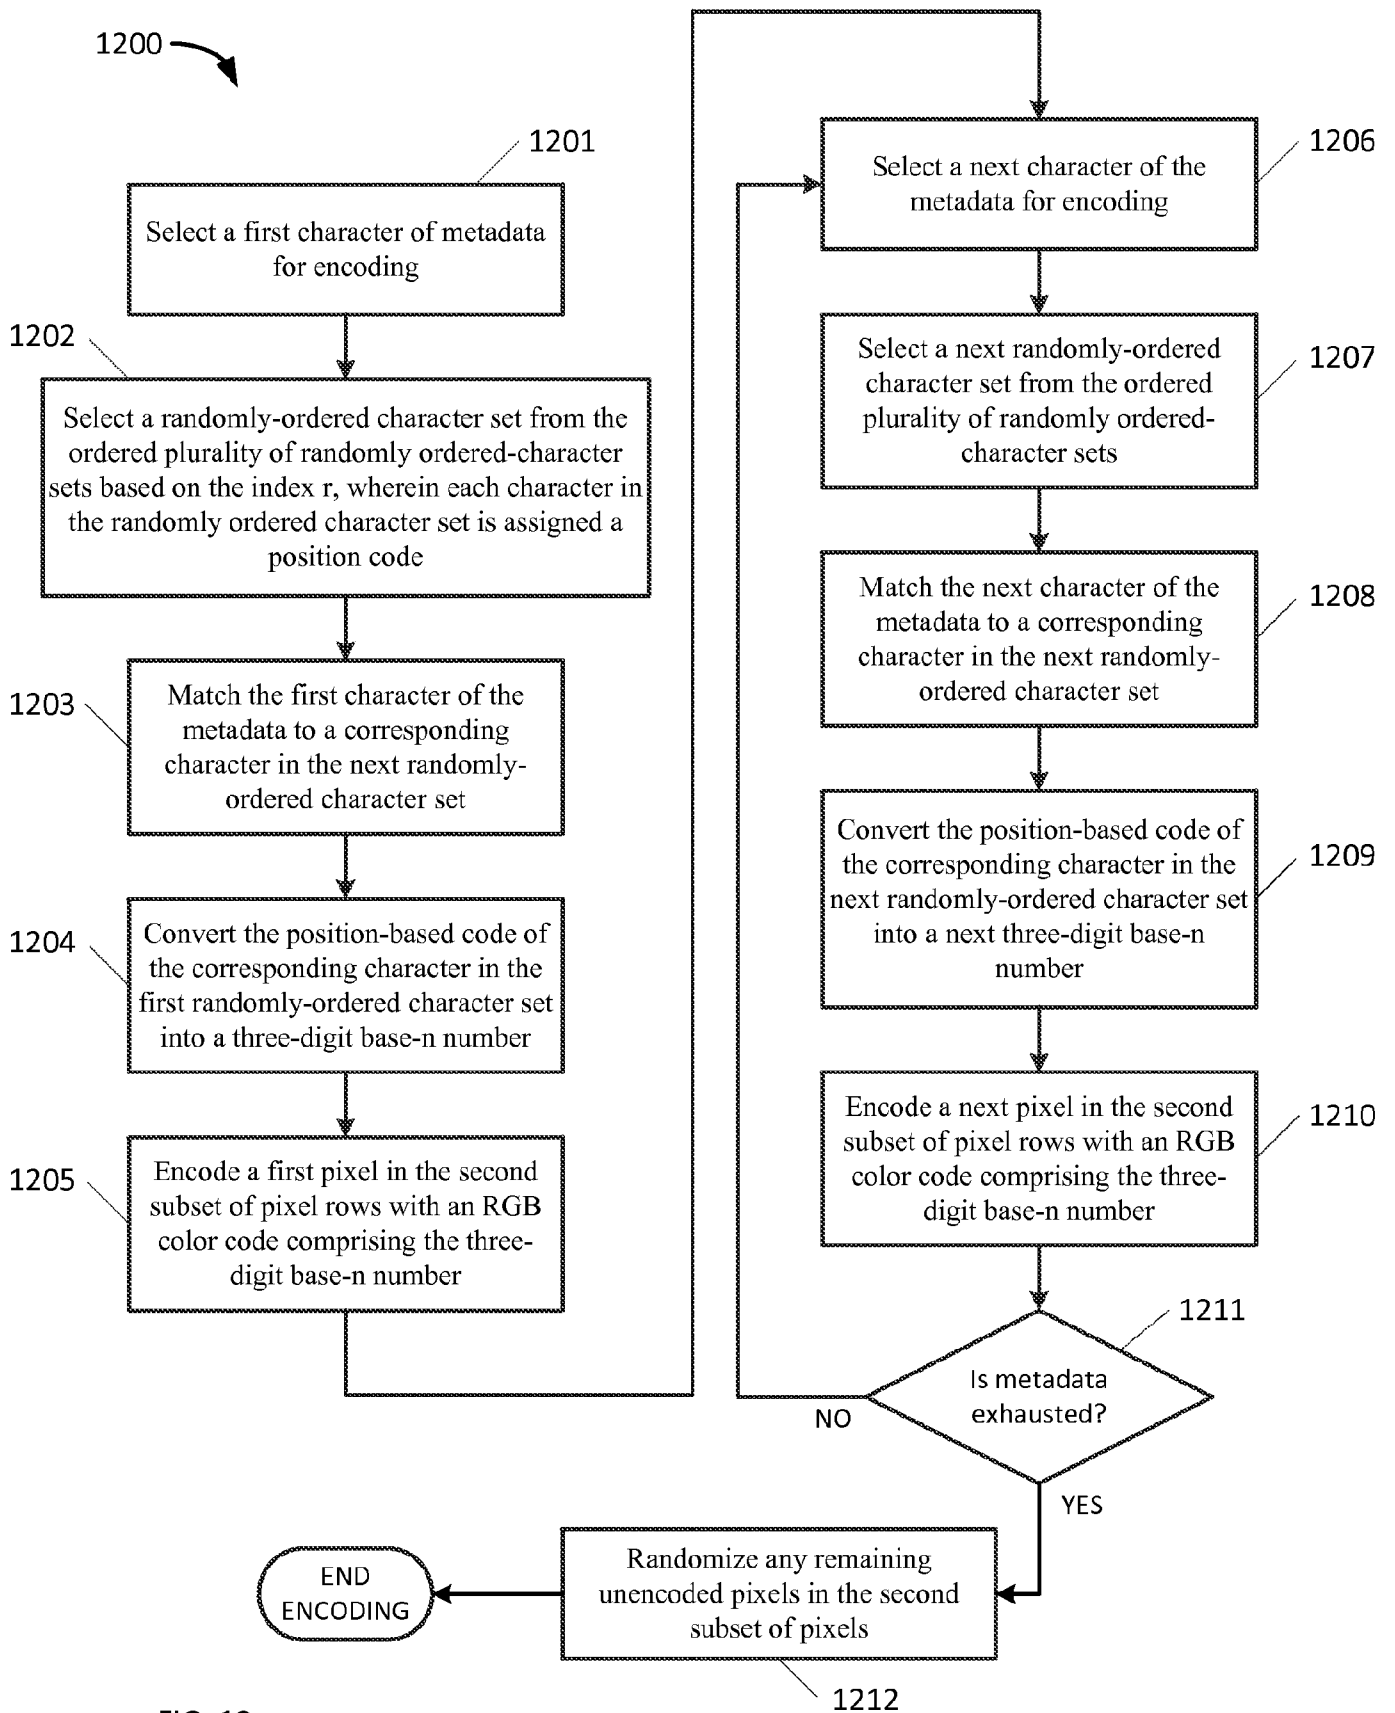 1200
1201
Select a first character of metadata
for encoding
1202
Select a randomly-ordered character set from the
ordered plurality of randomly ordered-character
sets based on the index r, wherein each character in
the randomly ordered character set is assigned a
position code
1203
Match the first character of the
metadata to a corresponding
character in the next randomly-
ordered character set
1204
Convert the position-based code of
the corresponding character in the
first randomly-ordered character set
into a three-digit base-n number
1205
Encode a first pixel in the second
subset of pixel rows with an RGB
color code comprising the three-
digit base-n number
1206
Select a next character of the
metadata for encoding
1207
Select a next randomly-ordered
character set from the ordered
plurality of randomly ordered-
character sets
1208
Match the next character of the
metadata to a corresponding
character in the next randomly-
ordered character set
1209
Convert the position-based code of
the corresponding character in the
next randomly-ordered character set
into a next three-digit base-n
number
1210
Encode a next pixel in the second
subset of pixel rows with an RGB
color code comprising the three-
digit base-n number
1211
Is metadata
exhausted?
NO
YES
Randomize any remaining
unencoded pixels in the second
subset of pixels
1212
END
ENCODING